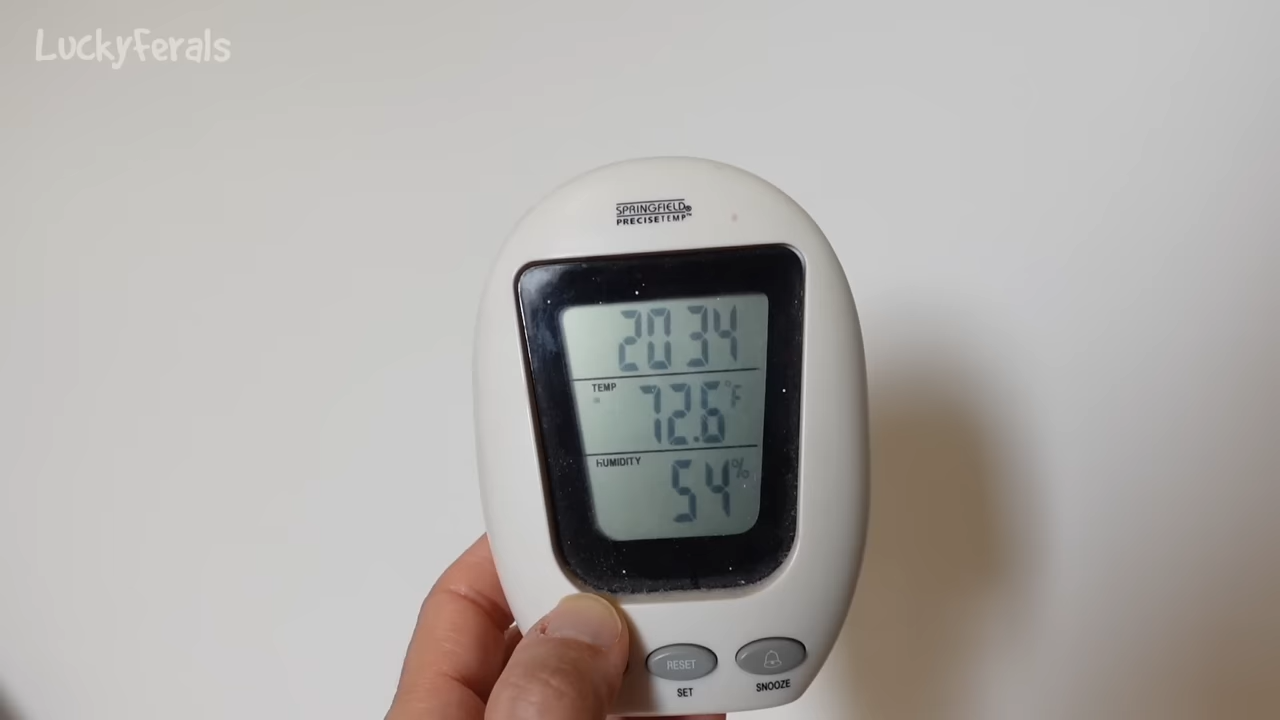 LuckyFerals
SPRINGFIELD®
PRECISETEMP™
20 34
TEMP
72.6°F
HUMIDITY
54%
RESET
SET
SNOOZE